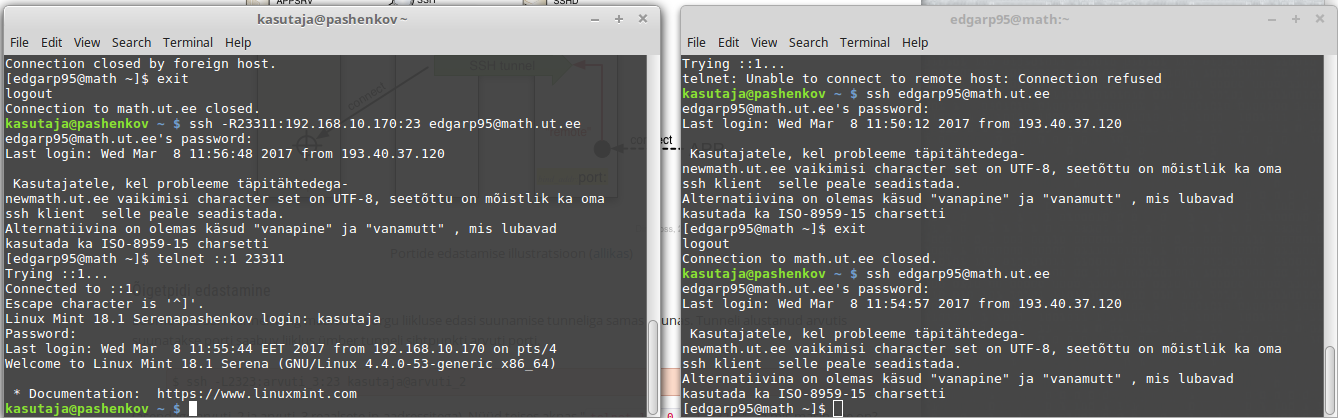 APPSRV
SSH
SSHD
kasutaja@pashenkov ~
File Edit View Search Terminal Help
Connection closed by foreign host.
[edgarp95@math ~]$ exit
logout
Connection to math.ut.ee closed.
kasutaja@pashenkov ~ $ ssh -R23311:192.168.10.170:23 edgarp95@math.ut.ee
edgarp95@math.ut.ee's password:
Last login: Wed Mar  8 11:56:48 2017 from 193.40.37.120
 Kasutajatele, kel probleeme täpitähtedega-
newmath.ut.ee vaikimisi character set on UTF-8, seetõttu on mõistlik ka oma
ssh klient  selle peale seadistada.
Alternatiivina on olemas käsud "vanapine" ja "vanamutt" , mis lubavad
kasutada ka ISO-8959-15 charsetti
[edgarp95@math ~]$ telnet ::1 23311
Trying ::1...
Connected to ::1.
Escape character is '^]'.
Linux Mint 18.1 Serenapashenkov login: kasutaja
Password:
Last login: Wed Mar  8 11:55:44 EET 2017 from 192.168.10.170 on pts/4
Welcome to Linux Mint 18.1 Serena (GNU/Linux 4.4.0-53-generic x86_64)
 * Documentation:  https://www.linuxmint.com
kasutaja@pashenkov ~ $
SSH tunnel
connect
port:
Portide edastamise illustratsioon (allikas)
edgarp95@math:~
File Edit View Search Terminal Help
Trying ::1...
telnet: Unable to connect to remote host: Connection refused
kasutaja@pashenkov ~ $ ssh edgarp95@math.ut.ee
edgarp95@math.ut.ee's password:
Last login: Wed Mar  8 11:50:12 2017 from 193.40.37.120
 Kasutajatele, kel probleeme täpitähtedega-
newmath.ut.ee vaikimisi character set on UTF-8, seetõttu on mõistlik ka oma
ssh klient  selle peale seadistada.
Alternatiivina on olemas käsud "vanapine" ja "vanamutt" , mis lubavad
kasutada ka ISO-8959-15 charsetti
[edgarp95@math ~]$ exit
logout
Connection to math.ut.ee closed.
kasutaja@pashenkov ~ $ ssh edgarp95@math.ut.ee
edgarp95@math.ut.ee's password:
Last login: Wed Mar  8 11:54:57 2017 from 193.40.37.120
 Kasutajatele, kel probleeme täpitähtedega-
newmath.ut.ee vaikimisi character set on UTF-8, seetõttu on mõistlik ka oma
ssh klient  selle peale seadistada.
Alternatiivina on olemas käsud "vanapine" ja "vanamutt" , mis lubavad
kasutada ka ISO-8959-15 charsetti
[edgarp95@math ~]$